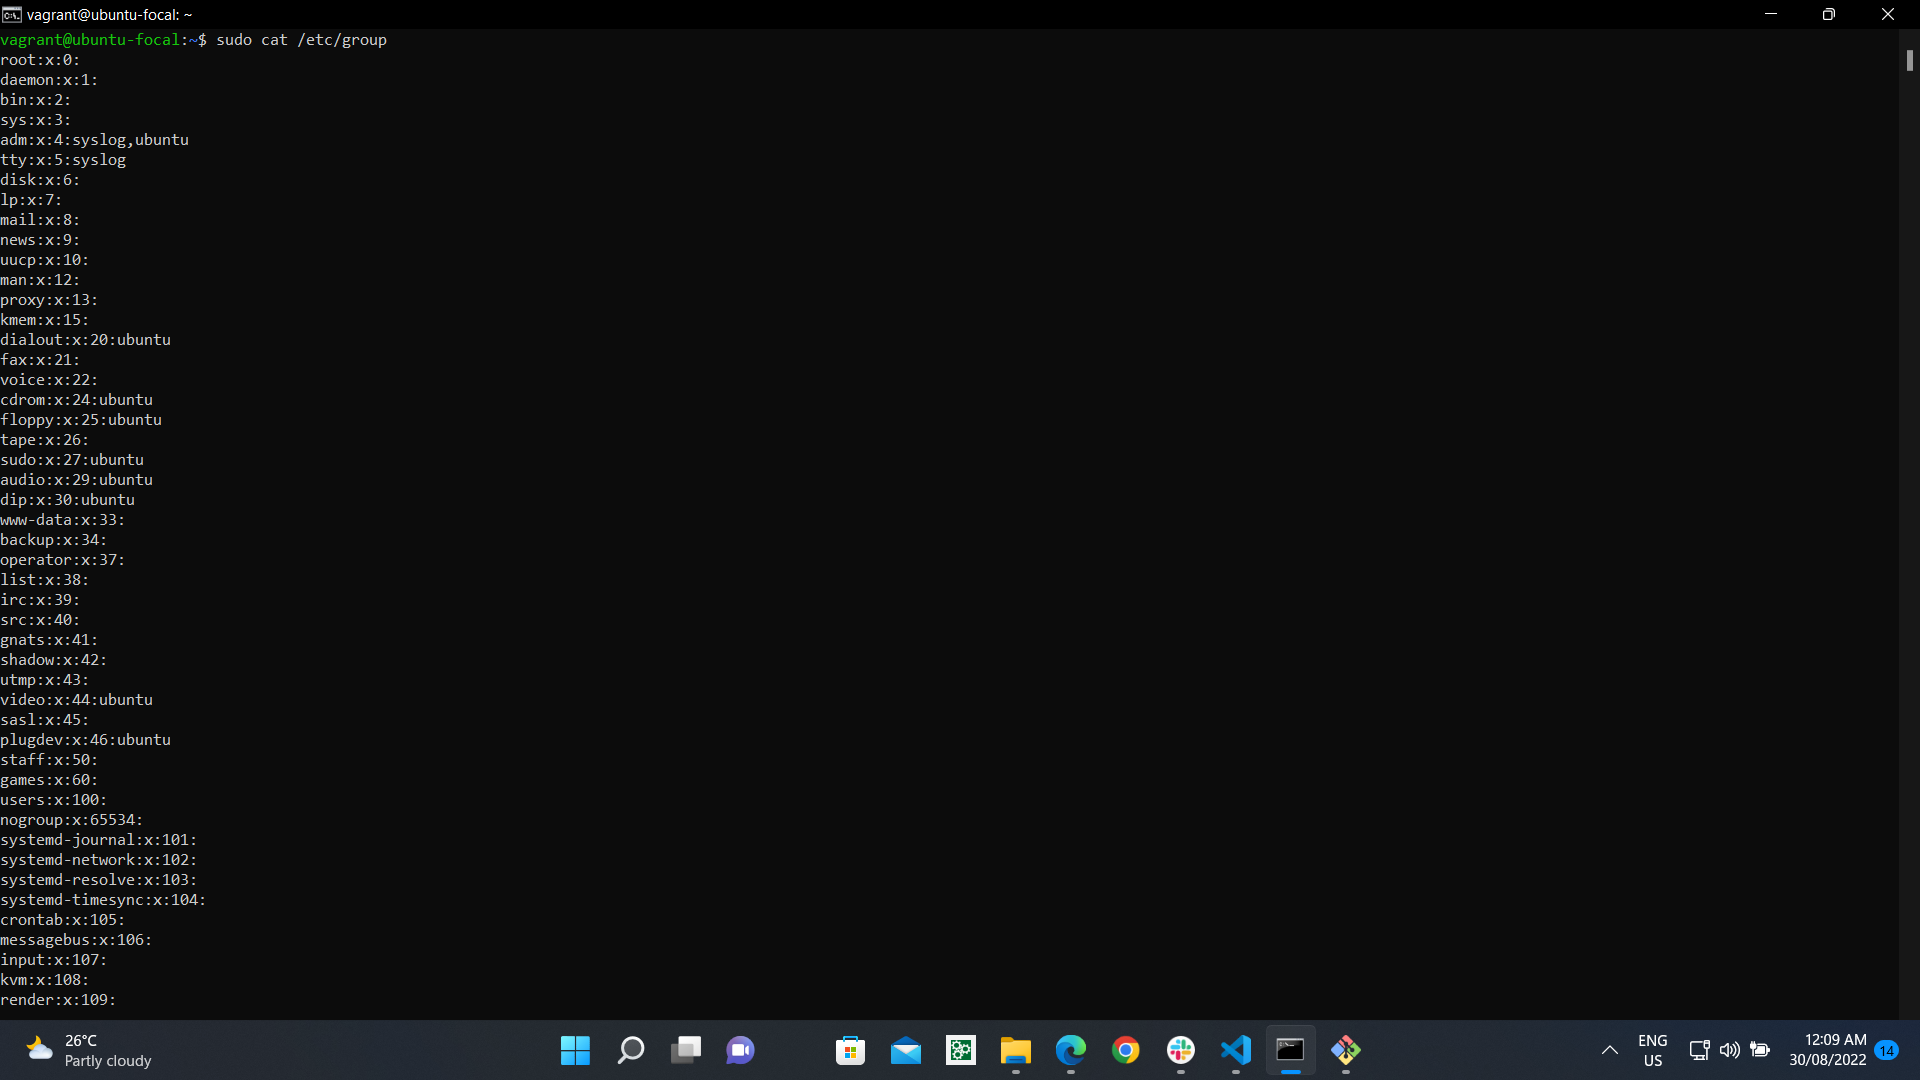 vagrant@ubuntu-focal: ~
vagrant@ubuntu-focal:~$ sudo cat /etc/group
root:x:0:
daemon:x:1:
bin:x:2:
sys:x:3:
adm:x:4:syslog,ubuntu
tty:x:5:syslog
disk:x:6:
lp:x:7:
mail:x:8:
news:x:9:
uucp:x:10:
man:x:12:
proxy:x:13:
kmem:x:15:
dialout:x:20:ubuntu
fax:x:21:
voice:x:22:
cdrom:x:24:ubuntu
floppy:x:25:ubuntu
tape:x:26:
sudo:x:27:ubuntu
audio:x:29:ubuntu
dip:x:30:ubuntu
www-data:x:33:
backup:x:34:
operator:x:37:
list:x:38:
irc:x:39:
src:x:40:
gnats:x:41:
shadow:x:42:
utmp:x:43:
video:x:44:ubuntu
sasl:x:45:
plugdev:x:46:ubuntu
staff:x:50:
games:x:60:
users:x:100:
nogroup:x:65534:
systemd-journal:x:101:
systemd-network:x:102:
systemd-resolve:x:103:
systemd-timesync:x:104:
crontab:x:105:
messagebus:x:106:
input:x:107:
kvm:x:108:
render:x:109:
26°C
Partly cloudy
ENG
US
12:09 AM
30/08/2022
14